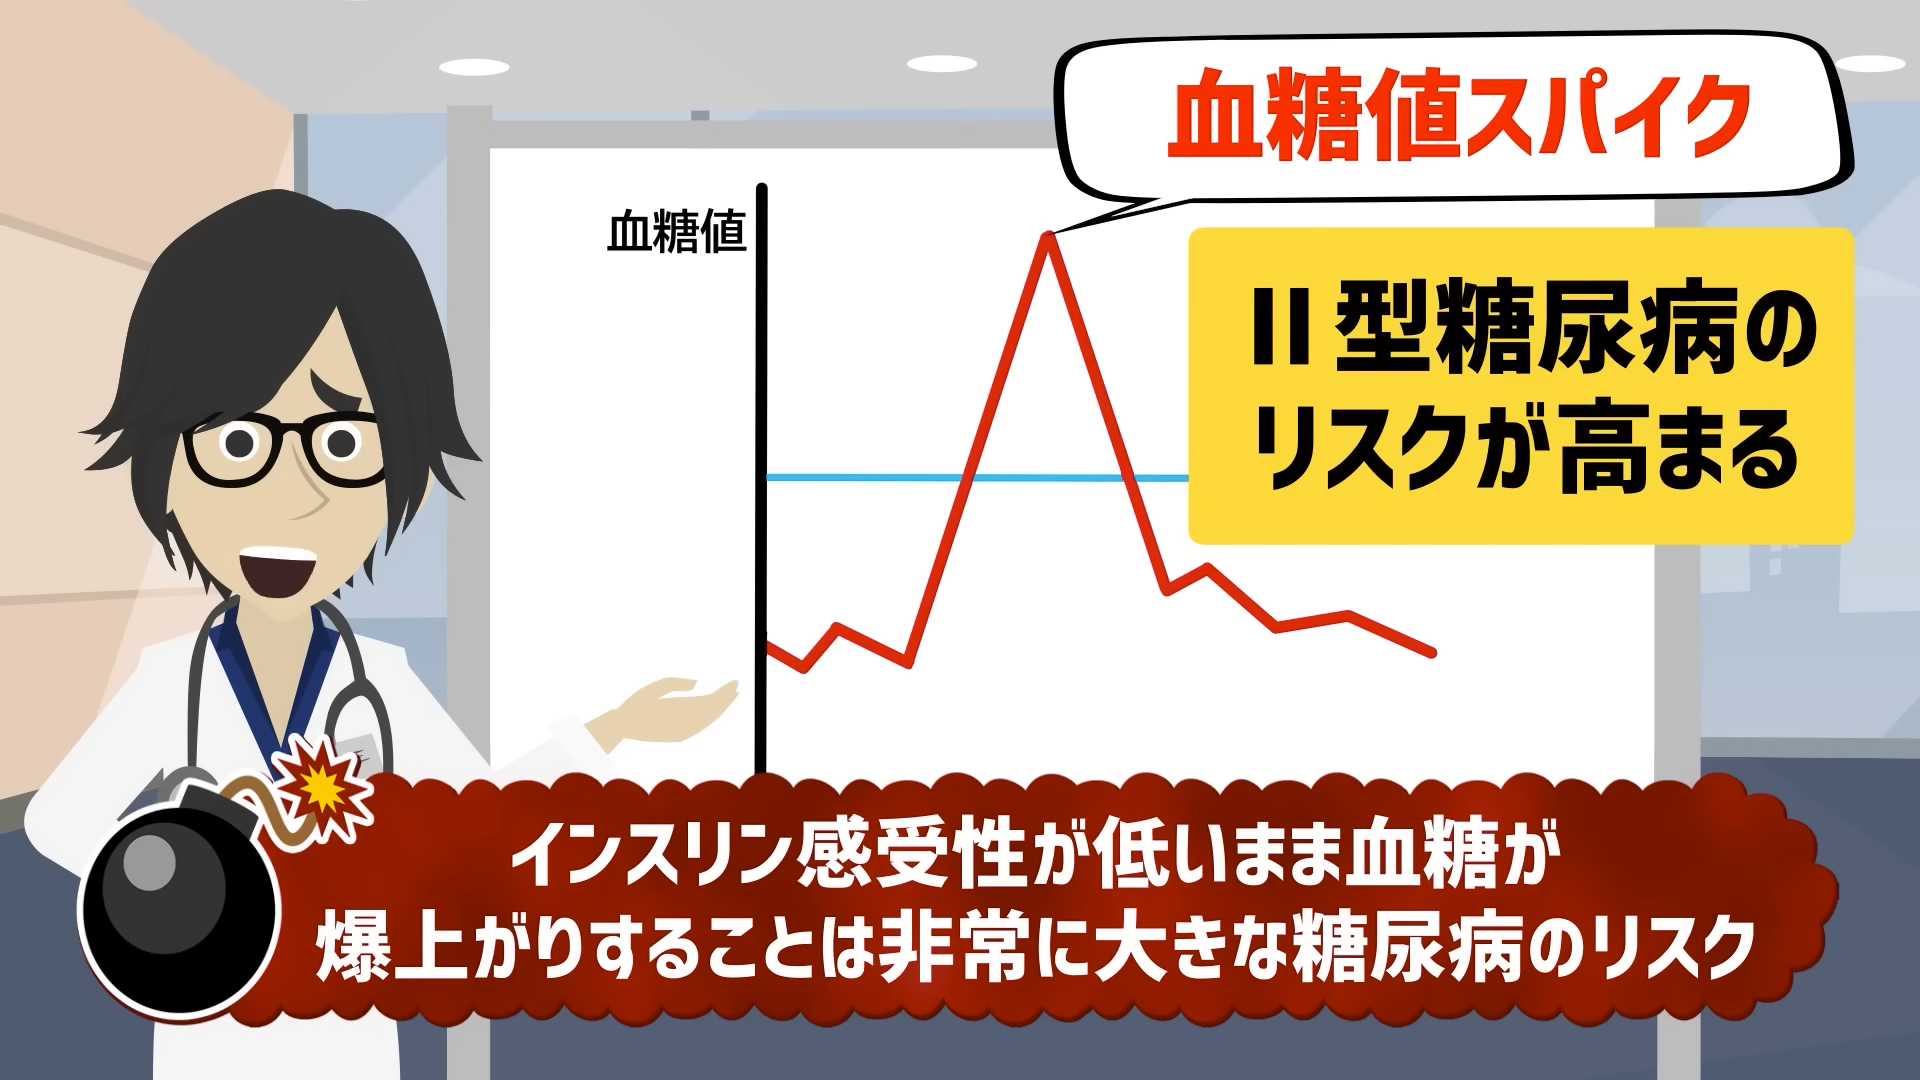 血糖値スパイク
血糖値
II型糖尿病の
リスクが高まる
インスリン感受性が低いまま血糖が
爆上がりすることは非常に大きな糖尿病のリスク